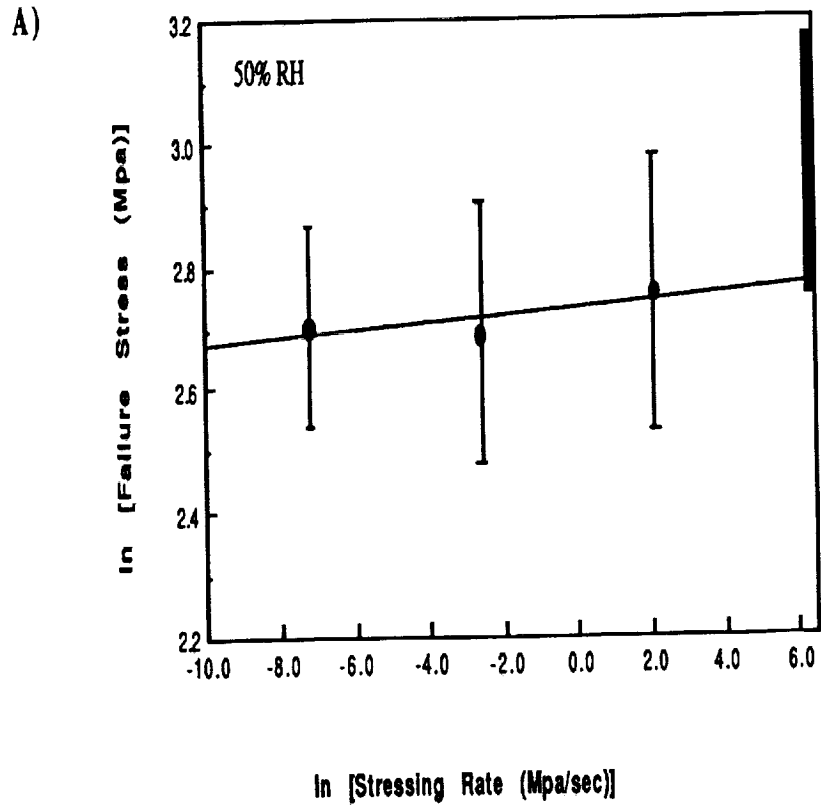 A)
50% RH
3.2
3.0
2.8
2.6
2.4
2.2
ln [Failure Stress (Mpa)]
-10.0 -8.0 -6.0 -4.0 -2.0 0.0 2.0 4.0 6.0
ln [Stressing Rate (Mpa/sec)]